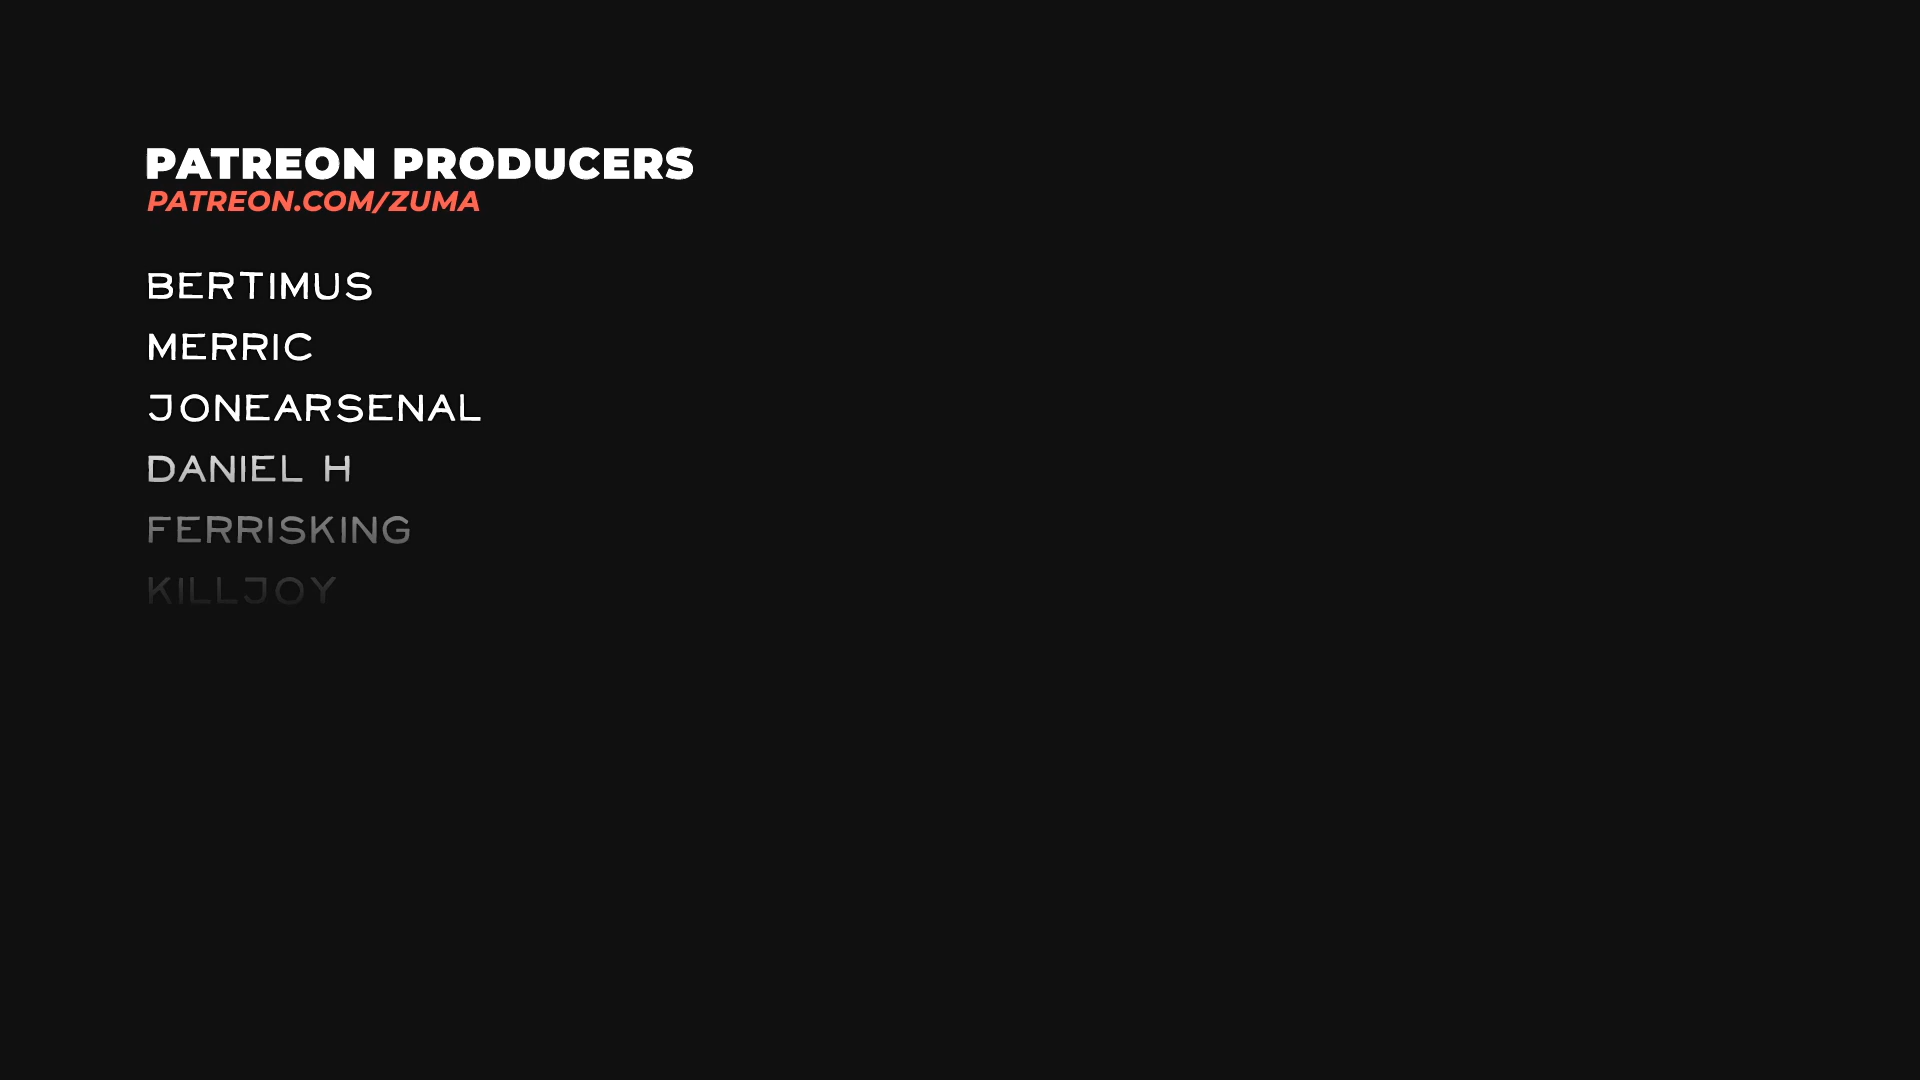 PATREON PRODUCERS
PATREON.COM/ZUMA
BERTIMUS
MERRIC
JONEARSENAL
DANIEL H
FERRISKING
KILLJOY